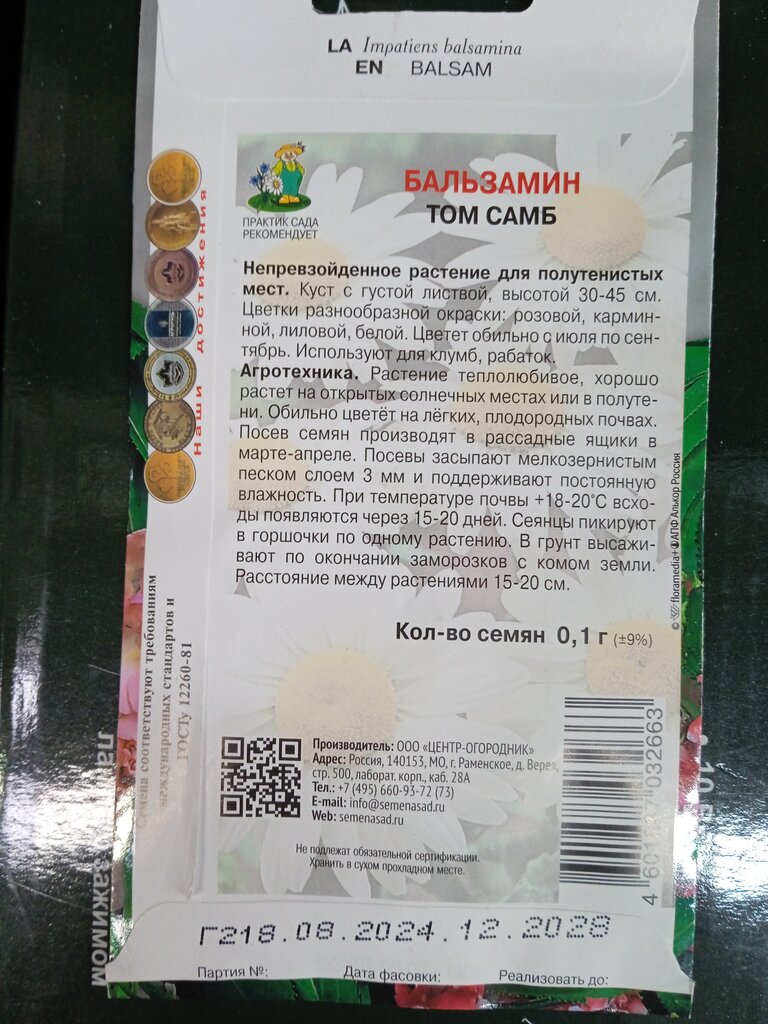 LA Impatiens balsamina
EN BALSAM
ПРАКТИК САДА
РЕКОМЕНДУЕТ
БАЛЬЗАМИН
ТОМ САМБ
Непревзойденное растение для полутенистых
мест. Куст с густой листвой, высотой 30-45 см.
Цветки разнообразной окраски: розовой, кармин-
ной, лиловой, белой. Цветет обильно с июля по сен-
тябрь. Используют для клумб, рабаток.
Агротехника. Растение теплолюбивое, хорошо
растет на открытых солнечных местах или в полуте-
ни. Обильно цветёт на лёгких, плодородных почвах.
Посев семян производят в рассадные ящики в
марте-апреле. Посевы засыпают мелкозернистым
песком слоем 3 мм и поддерживают постоянную
влажность. При температуре почвы +18-20°С всхо-
ды появляются через 15-20 дней. Сеянцы пикируют
в горшочки по одному растению. В грунт высажи-
вают по окончании заморозков с комом земли.
Расстояние между растениями 15-20 см.
Кол-во семян 0,1 г (±9%)
Наши достижения
семена соответствуют требованиям
международных стандартов и
ГОСТу 12260-81
© floramedia+ © АПФ Алькор Россия
Производитель: ООО «ЦЕНТР-ОГОРОДНИК»
Адрес: Россия, 140153, МО, г. Раменское, д. Верея,
стр. 500, лаборат. корп., каб. 28А
Тел.: +7 (495) 660-93-72 (73)
E-mail: info@semenasad.ru
Web: semenasad.ru
Не подлежат обязательной сертификации.
Хранить в сухом прохладном месте.
032663
Г218.08.2024.12.2028
Партия №: Дата фасовки: Реализовать до:
зажимом